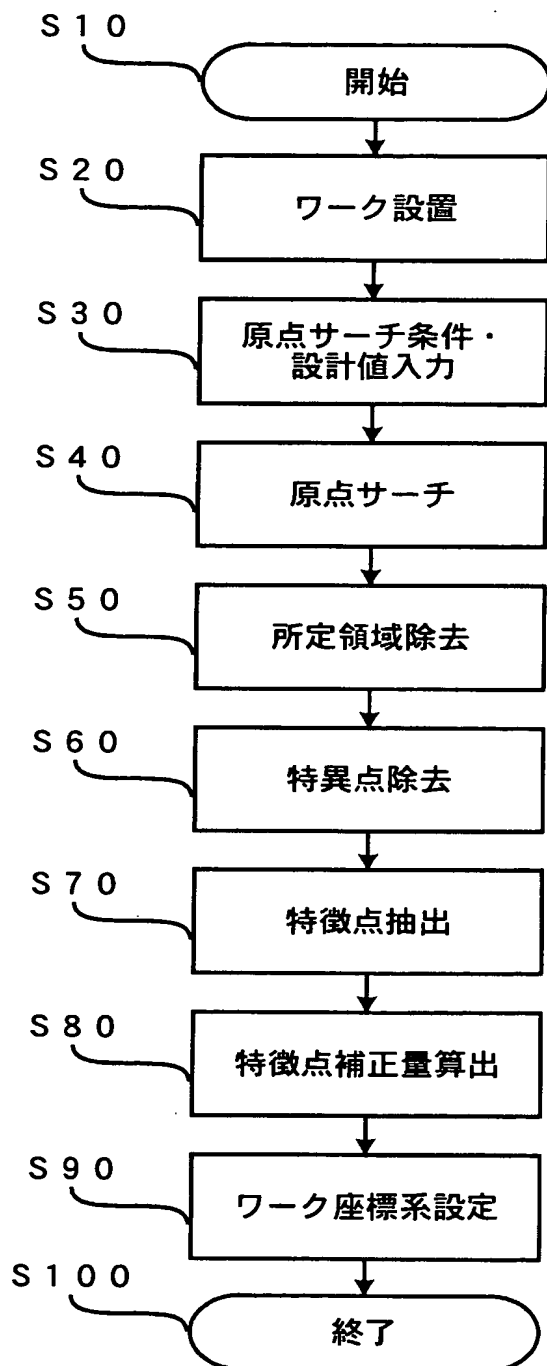 S10
開始
S20
ワーク設置
S30
原点サーチ条件・
設計値入力
S40
原点サーチ
S50
所定領域除去
S60
特異点除去
S70
特徴点抽出
S80
特徴点補正量算出
S90
ワーク座標系設定
S100
終了